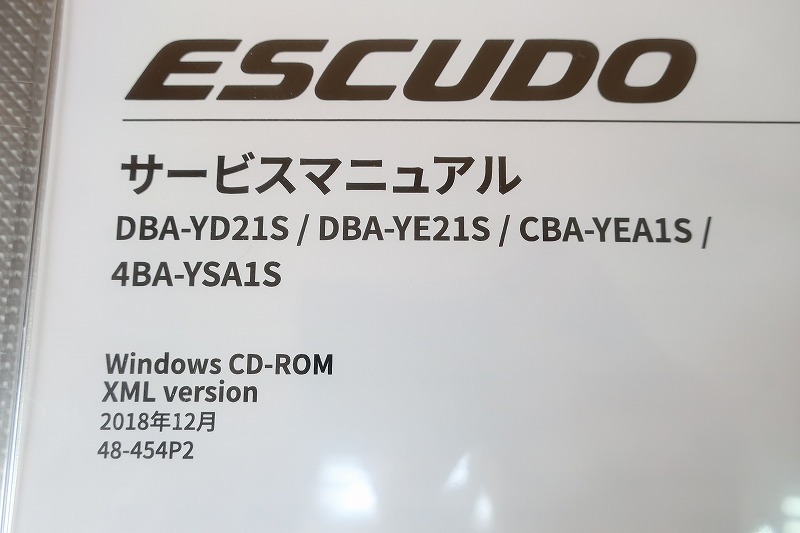 ESCUDO
サービスマニュアル
DBA-YD21S / DBA-YE21S / CBA-YEA1S /
4BA-YSA1S
Windows CD-ROM
XML version
2018年12月
48-454P2